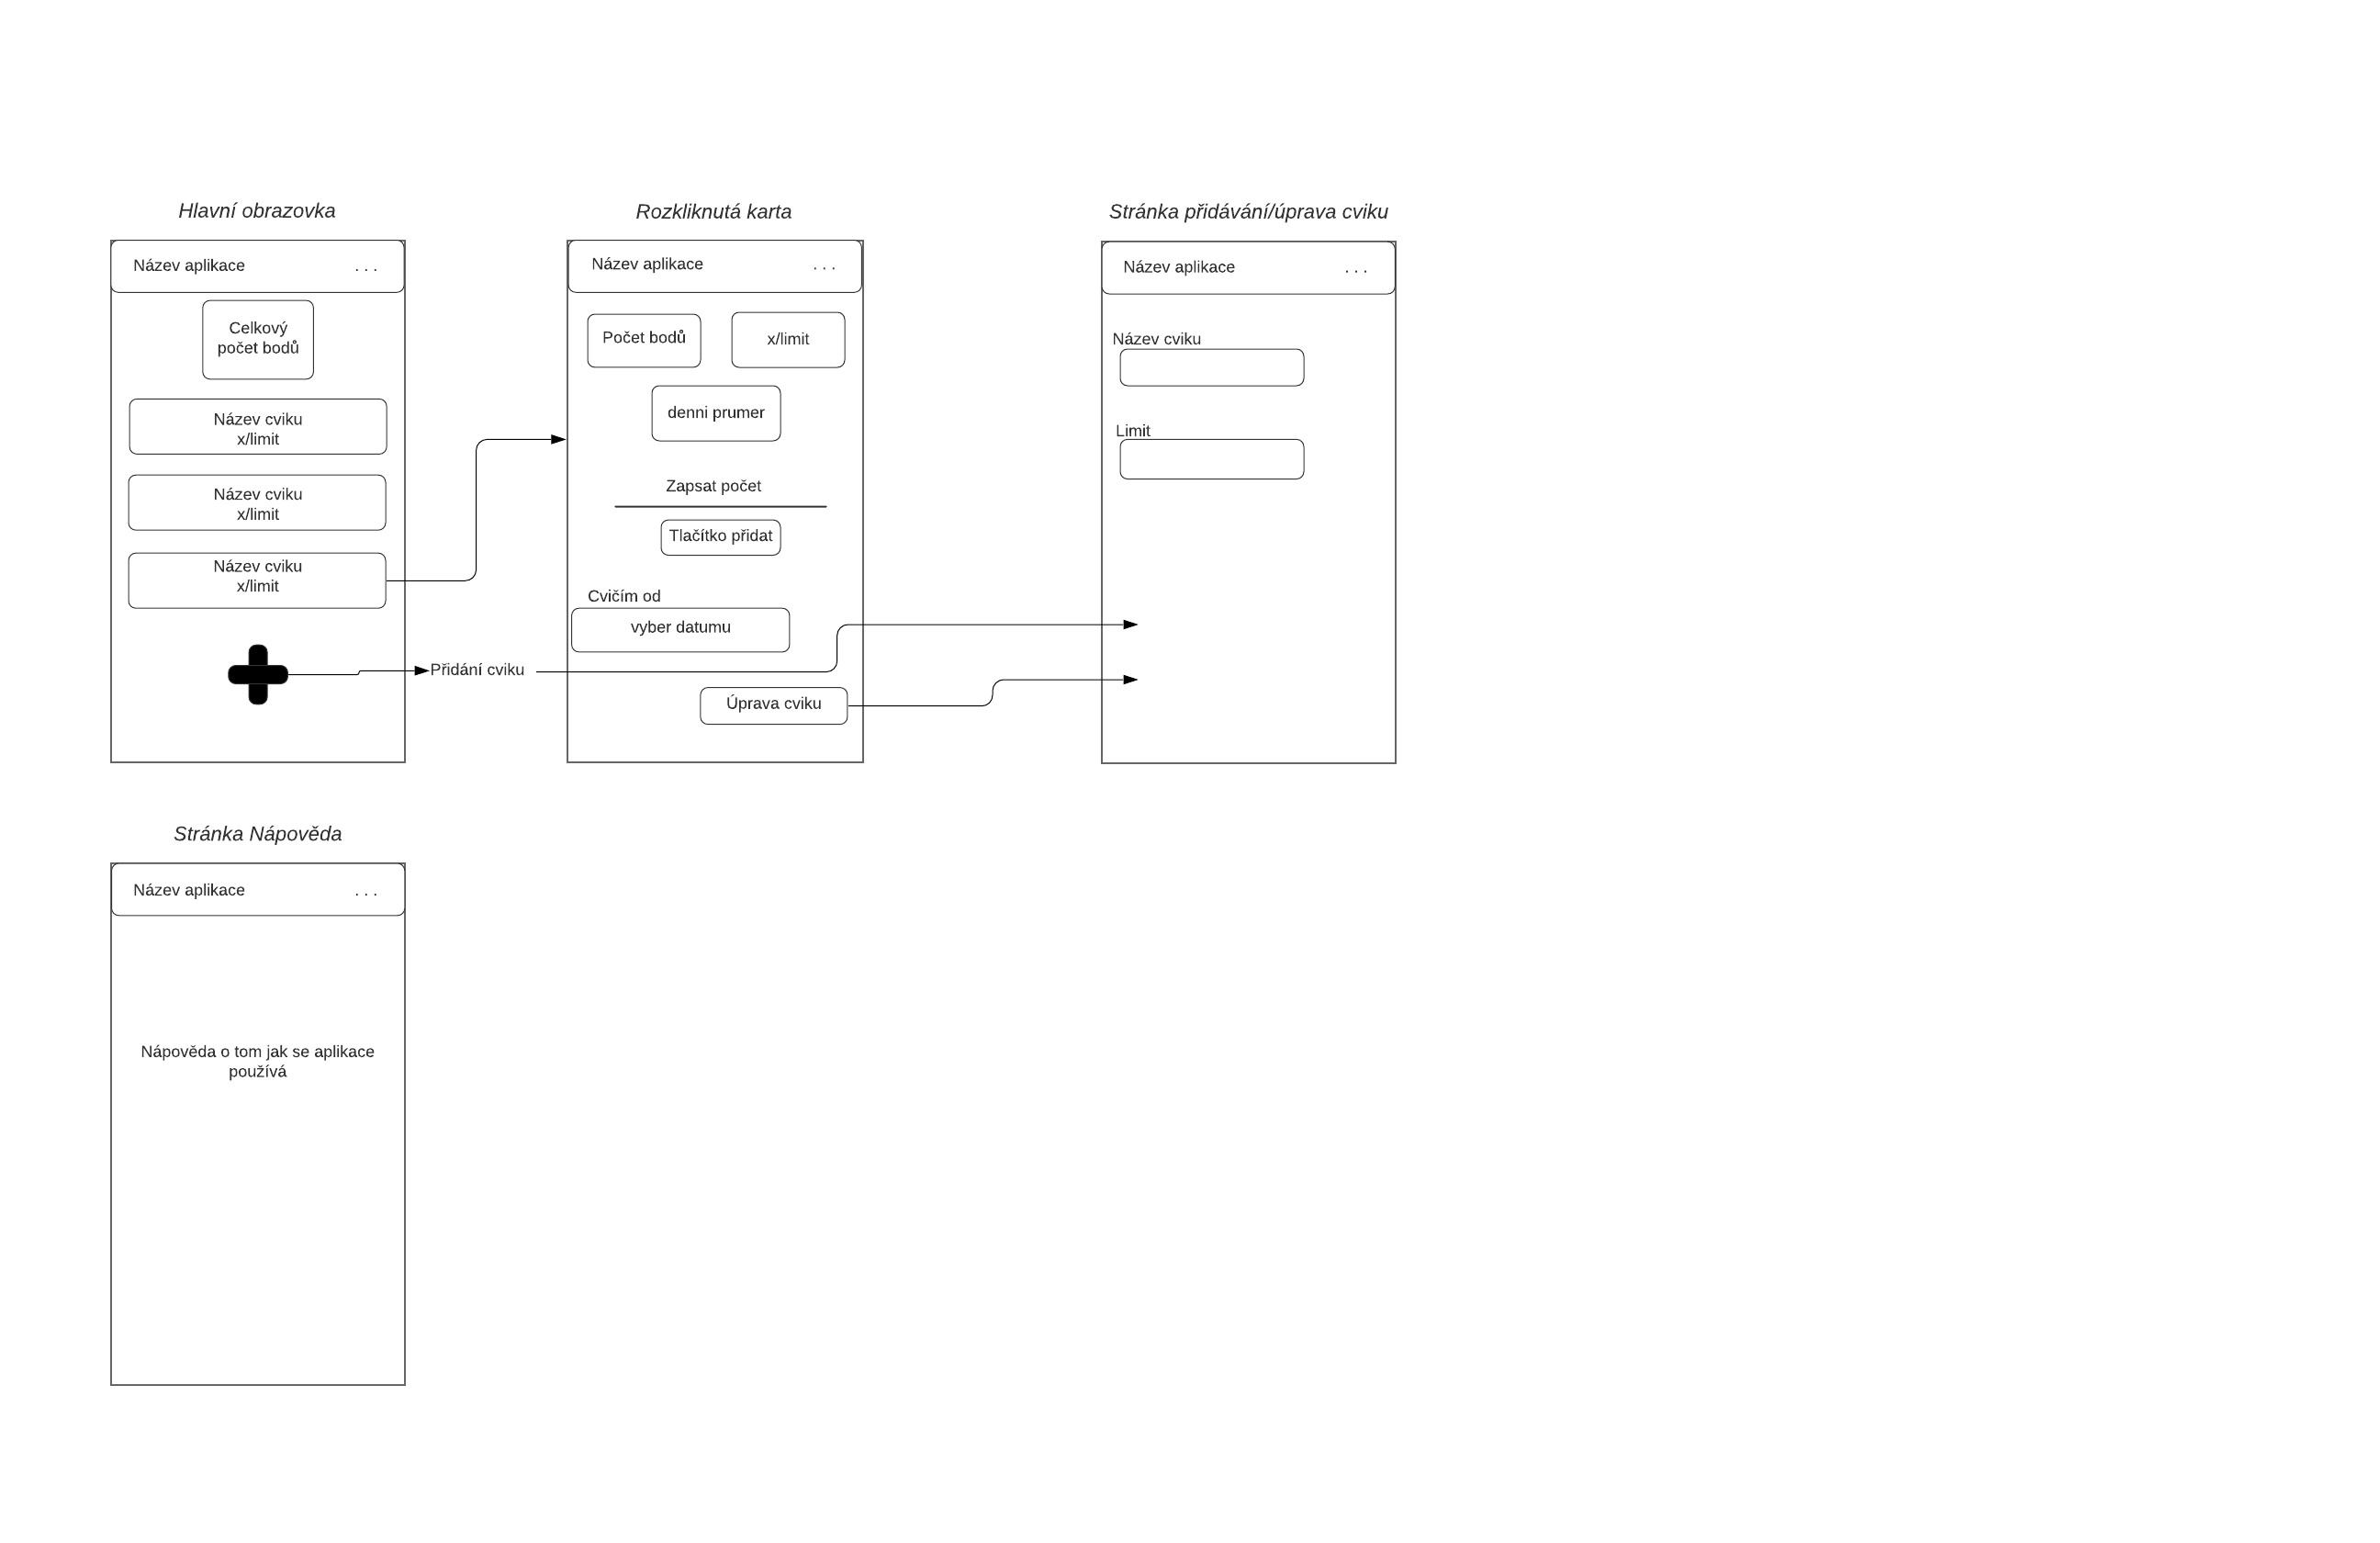 Hlavní obrazovka
Název aplikace . . .
Celkový
počet bodů
Název cviku
x/limit
Název cviku
x/limit
Název cviku
x/limit
Přidání cviku
Rozkliknutá karta
Název aplikace . . .
Počet bodů
x/limit
denni prumer
Zapsat počet
Tlačítko přidat
Cvičím od
vyber datumu
Úprava cviku
Stránka přidávání/úprava cviku
Název aplikace . . .
Název cviku
Limit
Stránka Nápověda
Název aplikace . . .
Nápověda o tom jak se aplikace
používá